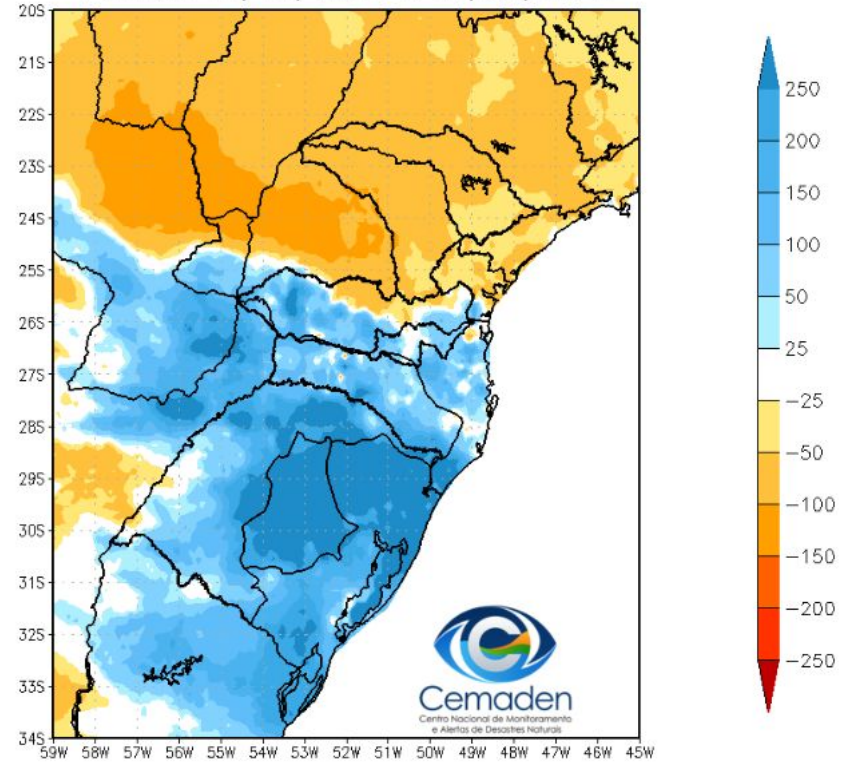 20S
21S
22S
23S
24S
25S
26S
27S
28S
29S
30S
31S
32S
33S
34S
59W 58W 57W 56W 55W 54W 53W 52W 51W 50W 49W 48W 47W 46W 45W
250
200
150
100
50
25
−25
−50
−100
−150
−200
−250
Cemaden
Centro Nacional de Monitoramento
e Alertas de Desastres Naturais